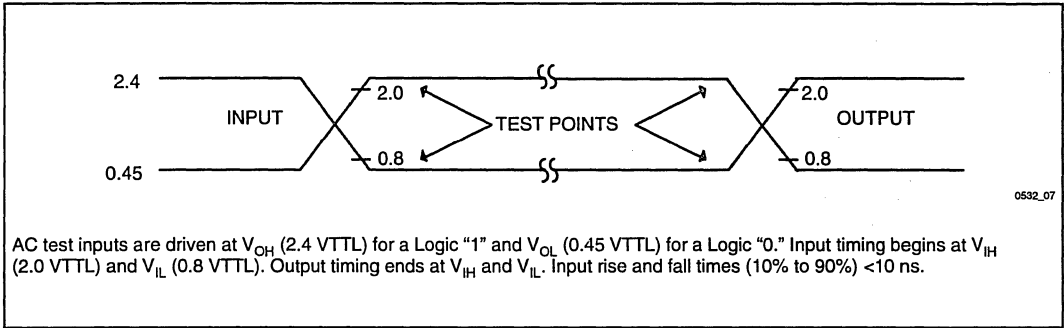 2.4
2.0
2.0
INPUT
TEST POINTS
OUTPUT
0.8
0.8
0.45
0532_07
AC test inputs are driven at VOH (2.4 VTTL) for a Logic “1” and VOL (0.45 VTTL) for a Logic “0.” Input timing begins at VIH
(2.0 VTTL) and VIL (0.8 VTTL). Output timing ends at VIH and VIL. Input rise and fall times (10% to 90%) <10 ns.